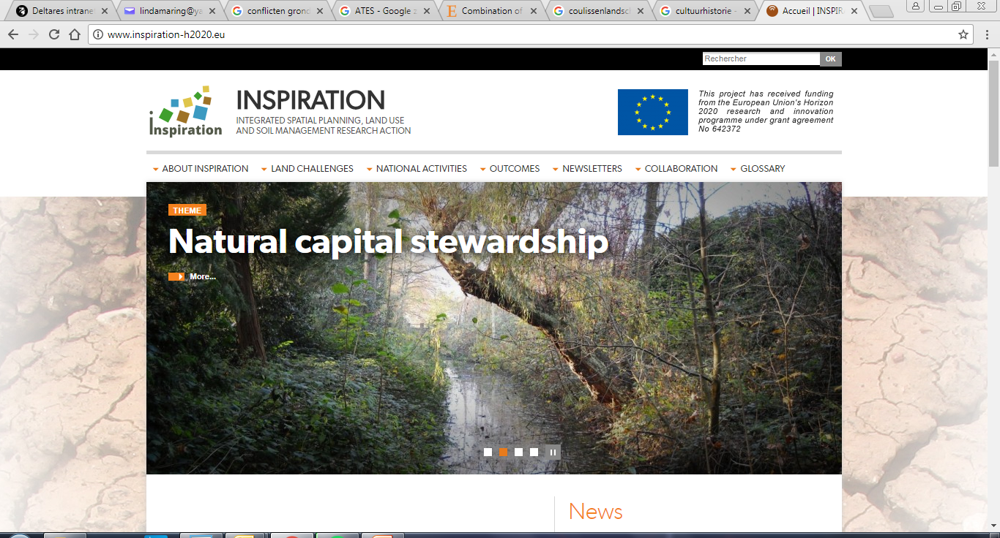 Deltares intranet
lindamaring@ya
conflicten grond
ATES - Google z
Combination of
coulissenlandsch
cultuurhistorie -
Accueil | INSPIR
www.inspiration-h2020.eu
Rechercher
OK
inspiration
INSPIRATION
INTEGRATED SPATIAL PLANNING, LAND USE
AND SOIL MANAGEMENT RESEARCH ACTION
This project has received funding
from the European Union's Horizon
2020 research and innovation
programme under grant agreement
No 642372
ABOUT INSPIRATION
LAND CHALLENGES
NATIONAL ACTIVITIES
OUTCOMES
NEWSLETTERS
COLLABORATION
GLOSSARY
THEME
Natural capital stewardship
More...
News